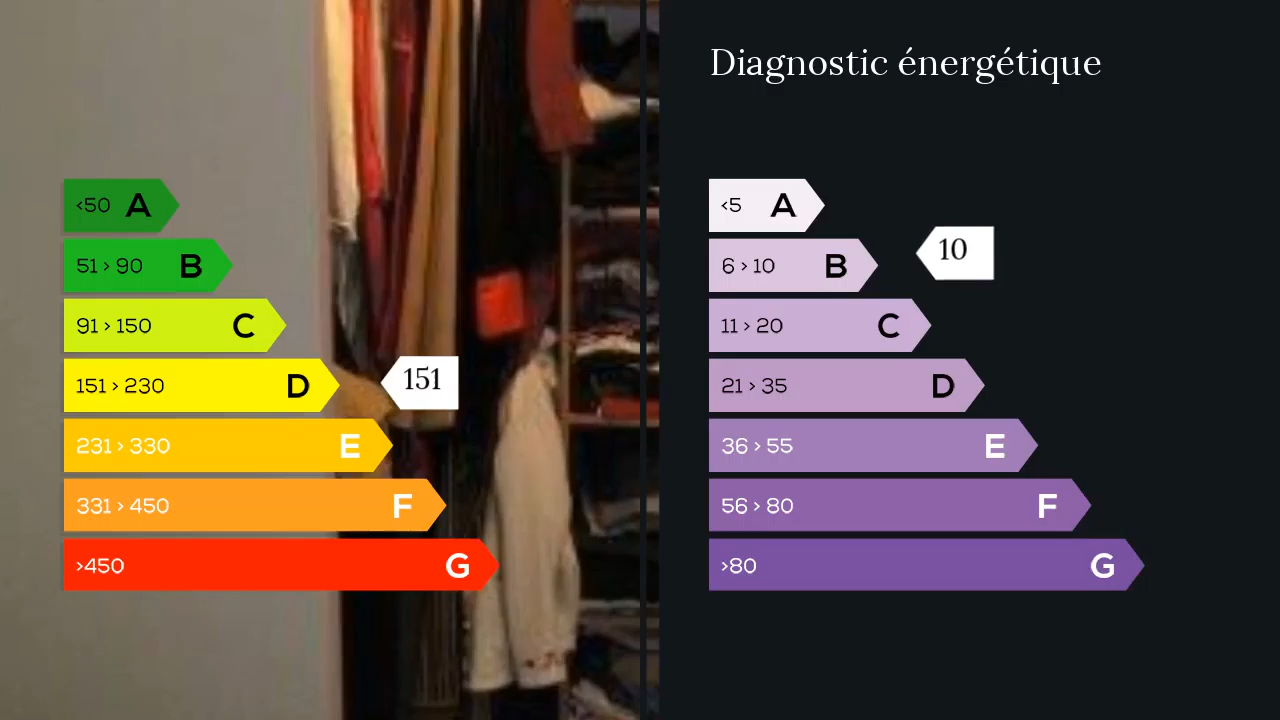 Diagnostic énergétique
<50 A
51 > 90 B
91 > 150 C
151 > 230 D
151
231 > 330 E
331 > 450 F
>450 G
<5 A
6 > 10 B
10
11 > 20 C
21 > 35 D
36 > 55 E
56 > 80 F
>80 G